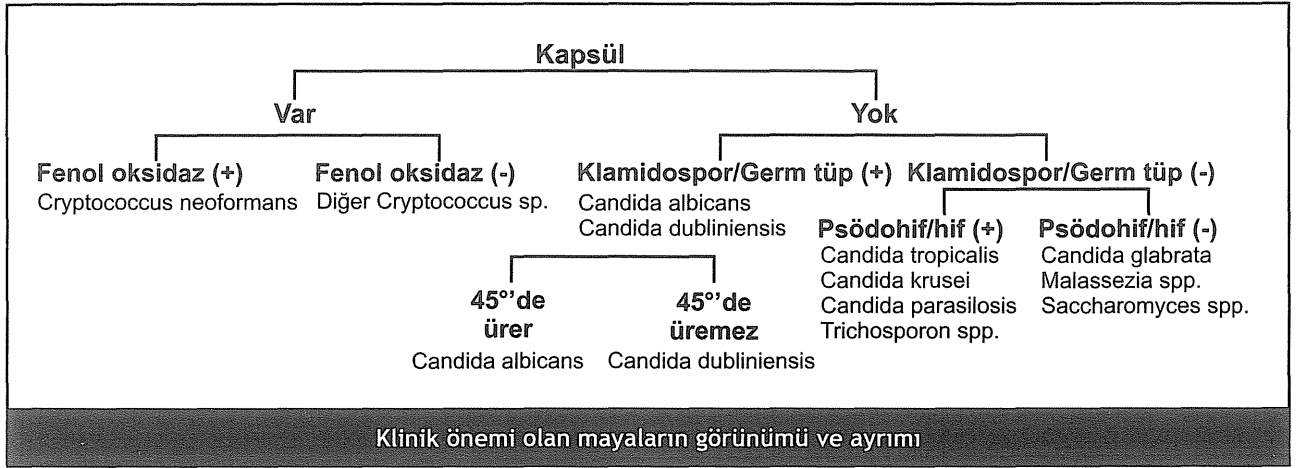 Kapsül
Var
Yok
Fenol oksidaz (+)
Cryptococcus neoformans
Fenol oksidaz (-)
Diğer Cryptococcus sp.
Klamidospor/Germ tüp (+)
Candida albicans
Candida dubliniensis
45°'de
ürer
Candida albicans
45°'de
üremez
Candida dubliniensis
Klamidospor/Germ tüp (-)
Psödohif/hif (+)
Candida tropicalis
Candida krusei
Candida parasilosis
Trichosporon spp.
Psödohif/hif (-)
Candida glabrata
Malassezia spp.
Saccharomyces spp.
Klinik önemi olan mayaların görünümü ve ayrımı